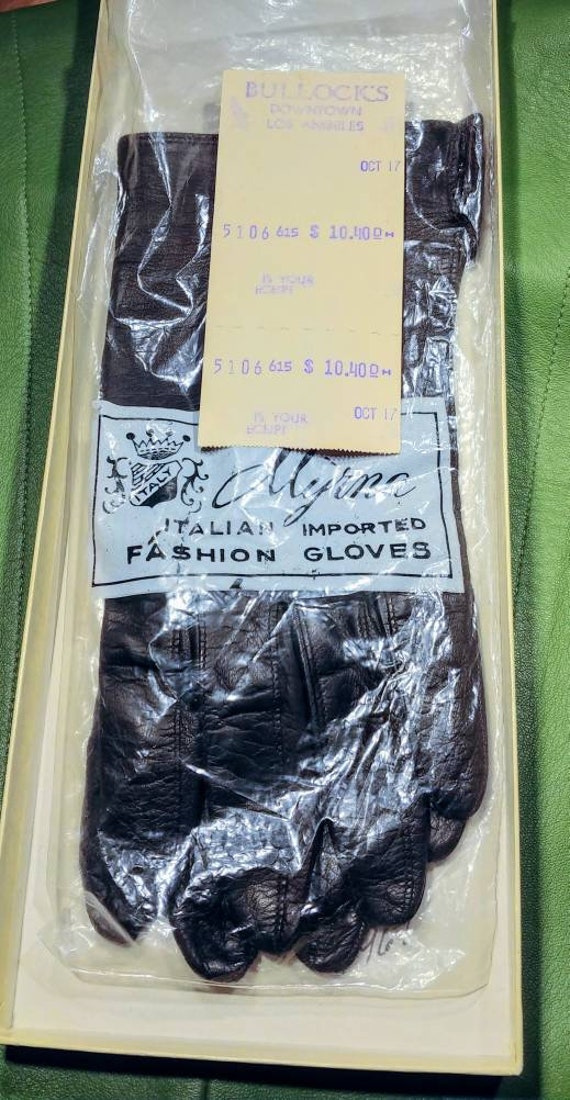 BULLOCK'S
DOWNTOWN
LOS ANGELES
OCT 17
5106 615 $ 10.40
IS YOUR
5106 615 $ 10.40
OCT 17
IS YOUR
ITALY
Myrna
ITALIAN IMPORTED
FASHION GLOVES